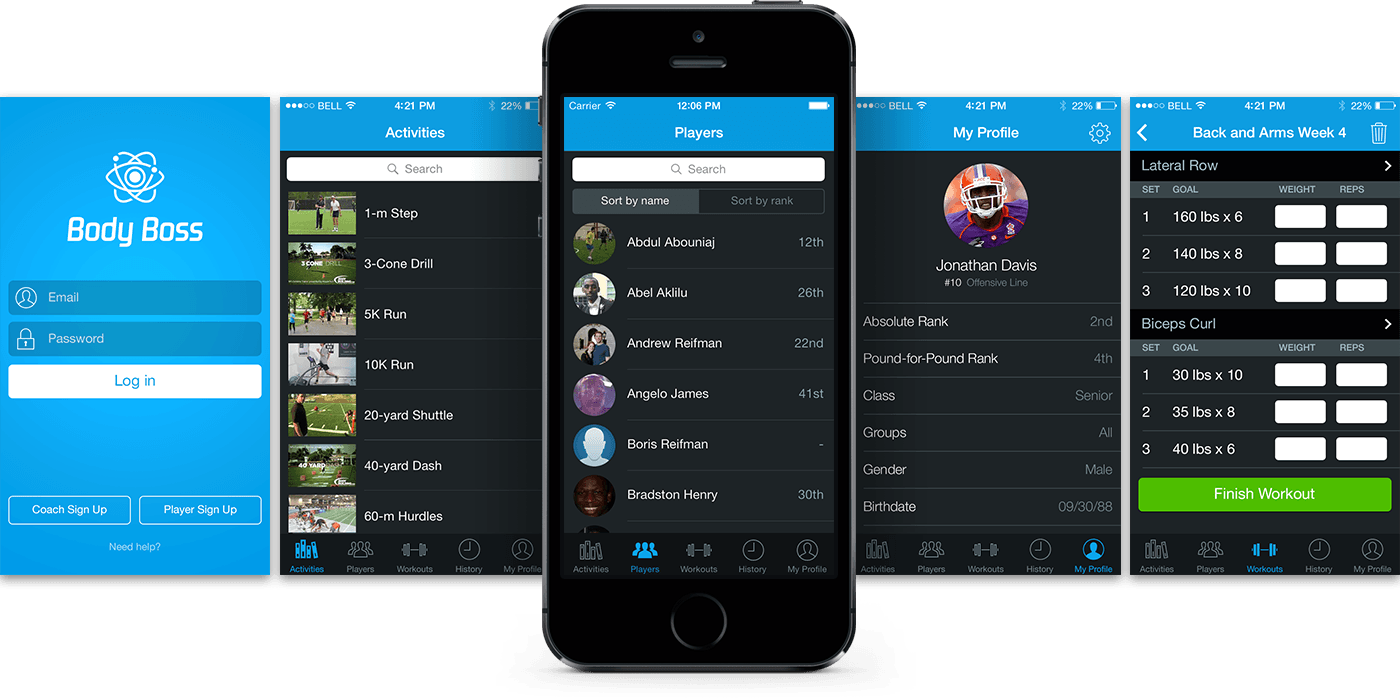 Body Boss
Email
Password
Log in
Coach Sign Up
Player Sign Up
Need help?
BELL 4:21 PM 22%
Activities
Search
1-m Step
3-Cone Drill
3 CONE DRILL
5K Run
10K Run
20-yard Shuttle
40-yard Dash
40 YARD
60-m Hurdles
Activities Players Workouts History My Profile
Carrier 12:06 PM
Players
Search
Sort by name Sort by rank
Abdul Abouniaj 12th
Abel Aklilu 26th
Andrew Reifman 22nd
Angelo James 41st
Boris Reifman -
Bradston Henry 30th
Activities Players Workouts History My Profile
BELL 4:21 PM 22%
My Profile
Jonathan Davis
#10 Offensive Line
Absolute Rank 2nd
Pound-for-Pound Rank 4th
Class Senior
Groups All
Gender Male
Birthdate 09/30/88
Activities Players Workouts History My Profile
BELL 4:21 PM 22%
Back and Arms Week 4
Lateral Row
SET GOAL WEIGHT REPS
1 160 lbs x 6
2 140 lbs x 8
3 120 lbs x 10
Biceps Curl
SET GOAL WEIGHT REPS
1 30 lbs x 10
2 35 lbs x 8
3 40 lbs x 6
Finish Workout
Activities Players Workouts History My Profile